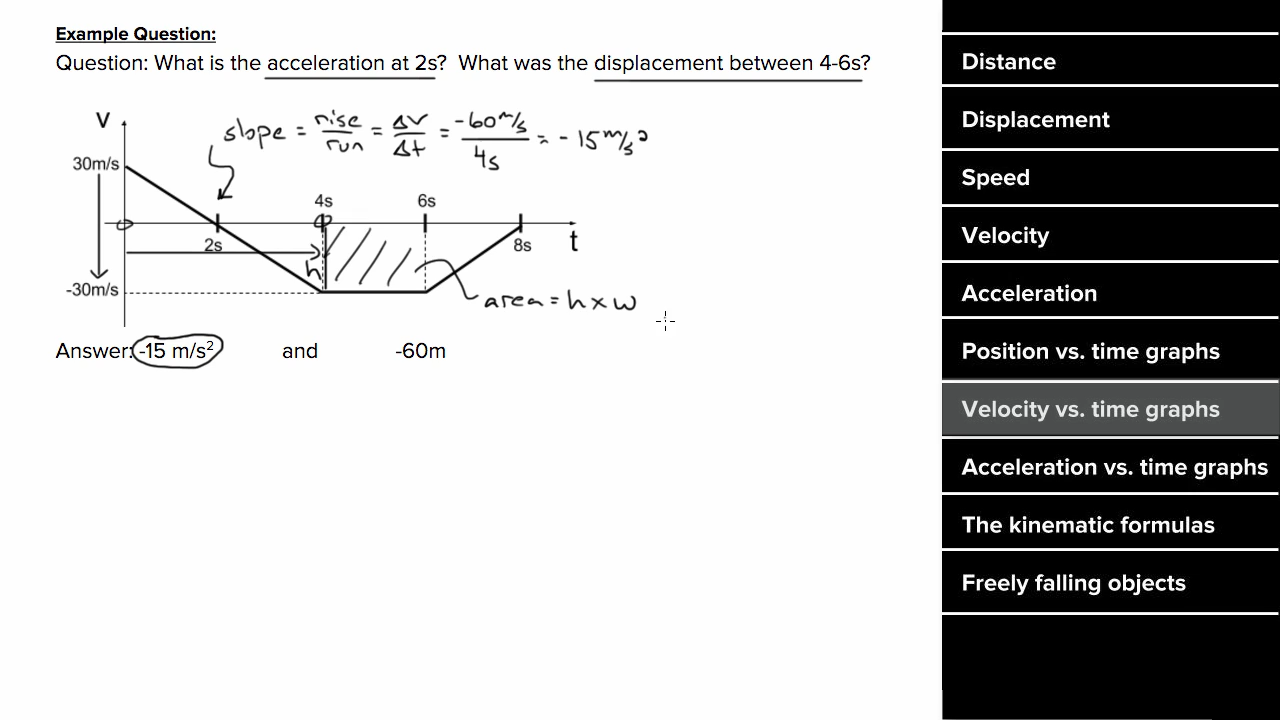 Example Question:
Question: What is the acceleration at 2s? What was the displacement between 4-6s?
V
slope = rise/run = Δv/Δt = -60m/s / 4s = -15m/s²
30m/s
4s
6s
2s
8s
t
h
-30m/s
area = h x w
Answer: -15 m/s² and -60m
Distance
Displacement
Speed
Velocity
Acceleration
Position vs. time graphs
Velocity vs. time graphs
Acceleration vs. time graphs
The kinematic formulas
Freely falling objects